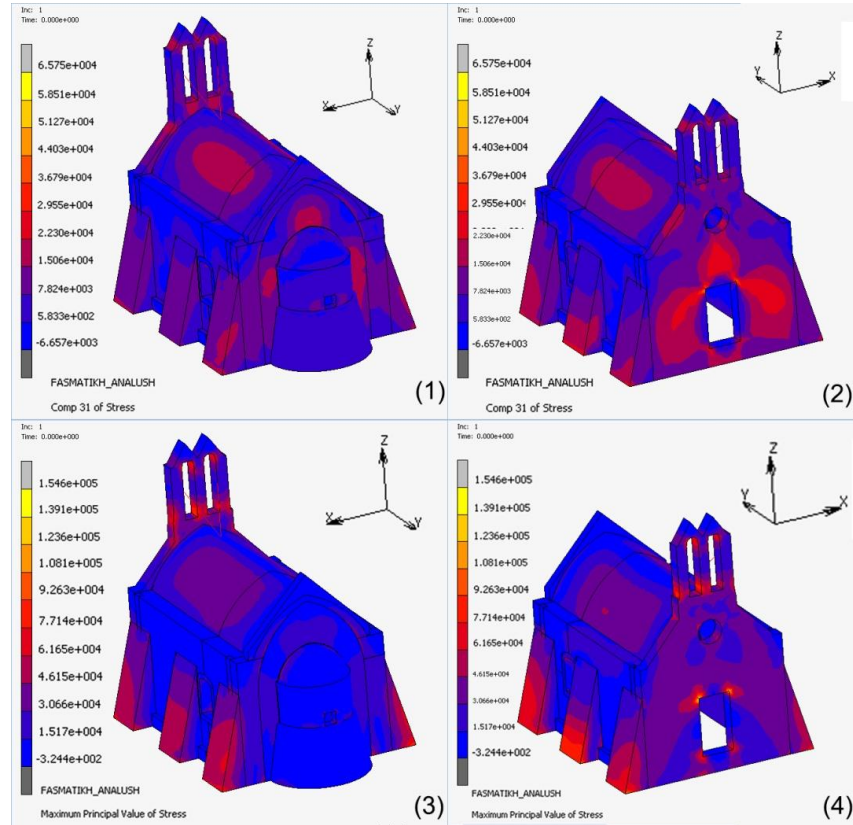 Inc: 1
Time: 0.000e+000
6.575e+004
5.851e+004
5.127e+004
4.403e+004
3.679e+004
2.955e+004
2.230e+004
1.506e+004
7.824e+003
5.833e+002
-6.657e+003
Z
X
Y
FASMATIKH_ANALUSH
Comp 31 of Stress
(1)
Inc: 1
Time: 0.000e+000
6.575e+004
5.851e+004
5.127e+004
4.403e+004
3.679e+004
2.955e+004
2.230e+004
1.506e+004
7.824e+003
5.833e+002
-6.657e+003
Z
Y
X
FASMATIKH_ANALUSH
Comp 31 of Stress
(2)
Inc: 1
Time: 0.000e+000
1.546e+005
1.391e+005
1.236e+005
1.081e+005
9.263e+004
7.714e+004
6.165e+004
4.615e+004
3.066e+004
1.517e+004
-3.244e+002
Z
X
Y
FASMATIKH_ANALUSH
Maximum Principal Value of Stress
(3)
Inc: 1
Time: 0.000e+000
1.546e+005
1.391e+005
1.236e+005
1.081e+005
9.263e+004
7.714e+004
6.165e+004
4.615e+004
3.066e+004
1.517e+004
-3.244e+002
Z
Y
X
FASMATIKH_ANALUSH
Maximum Principal Value of Stress
(4)